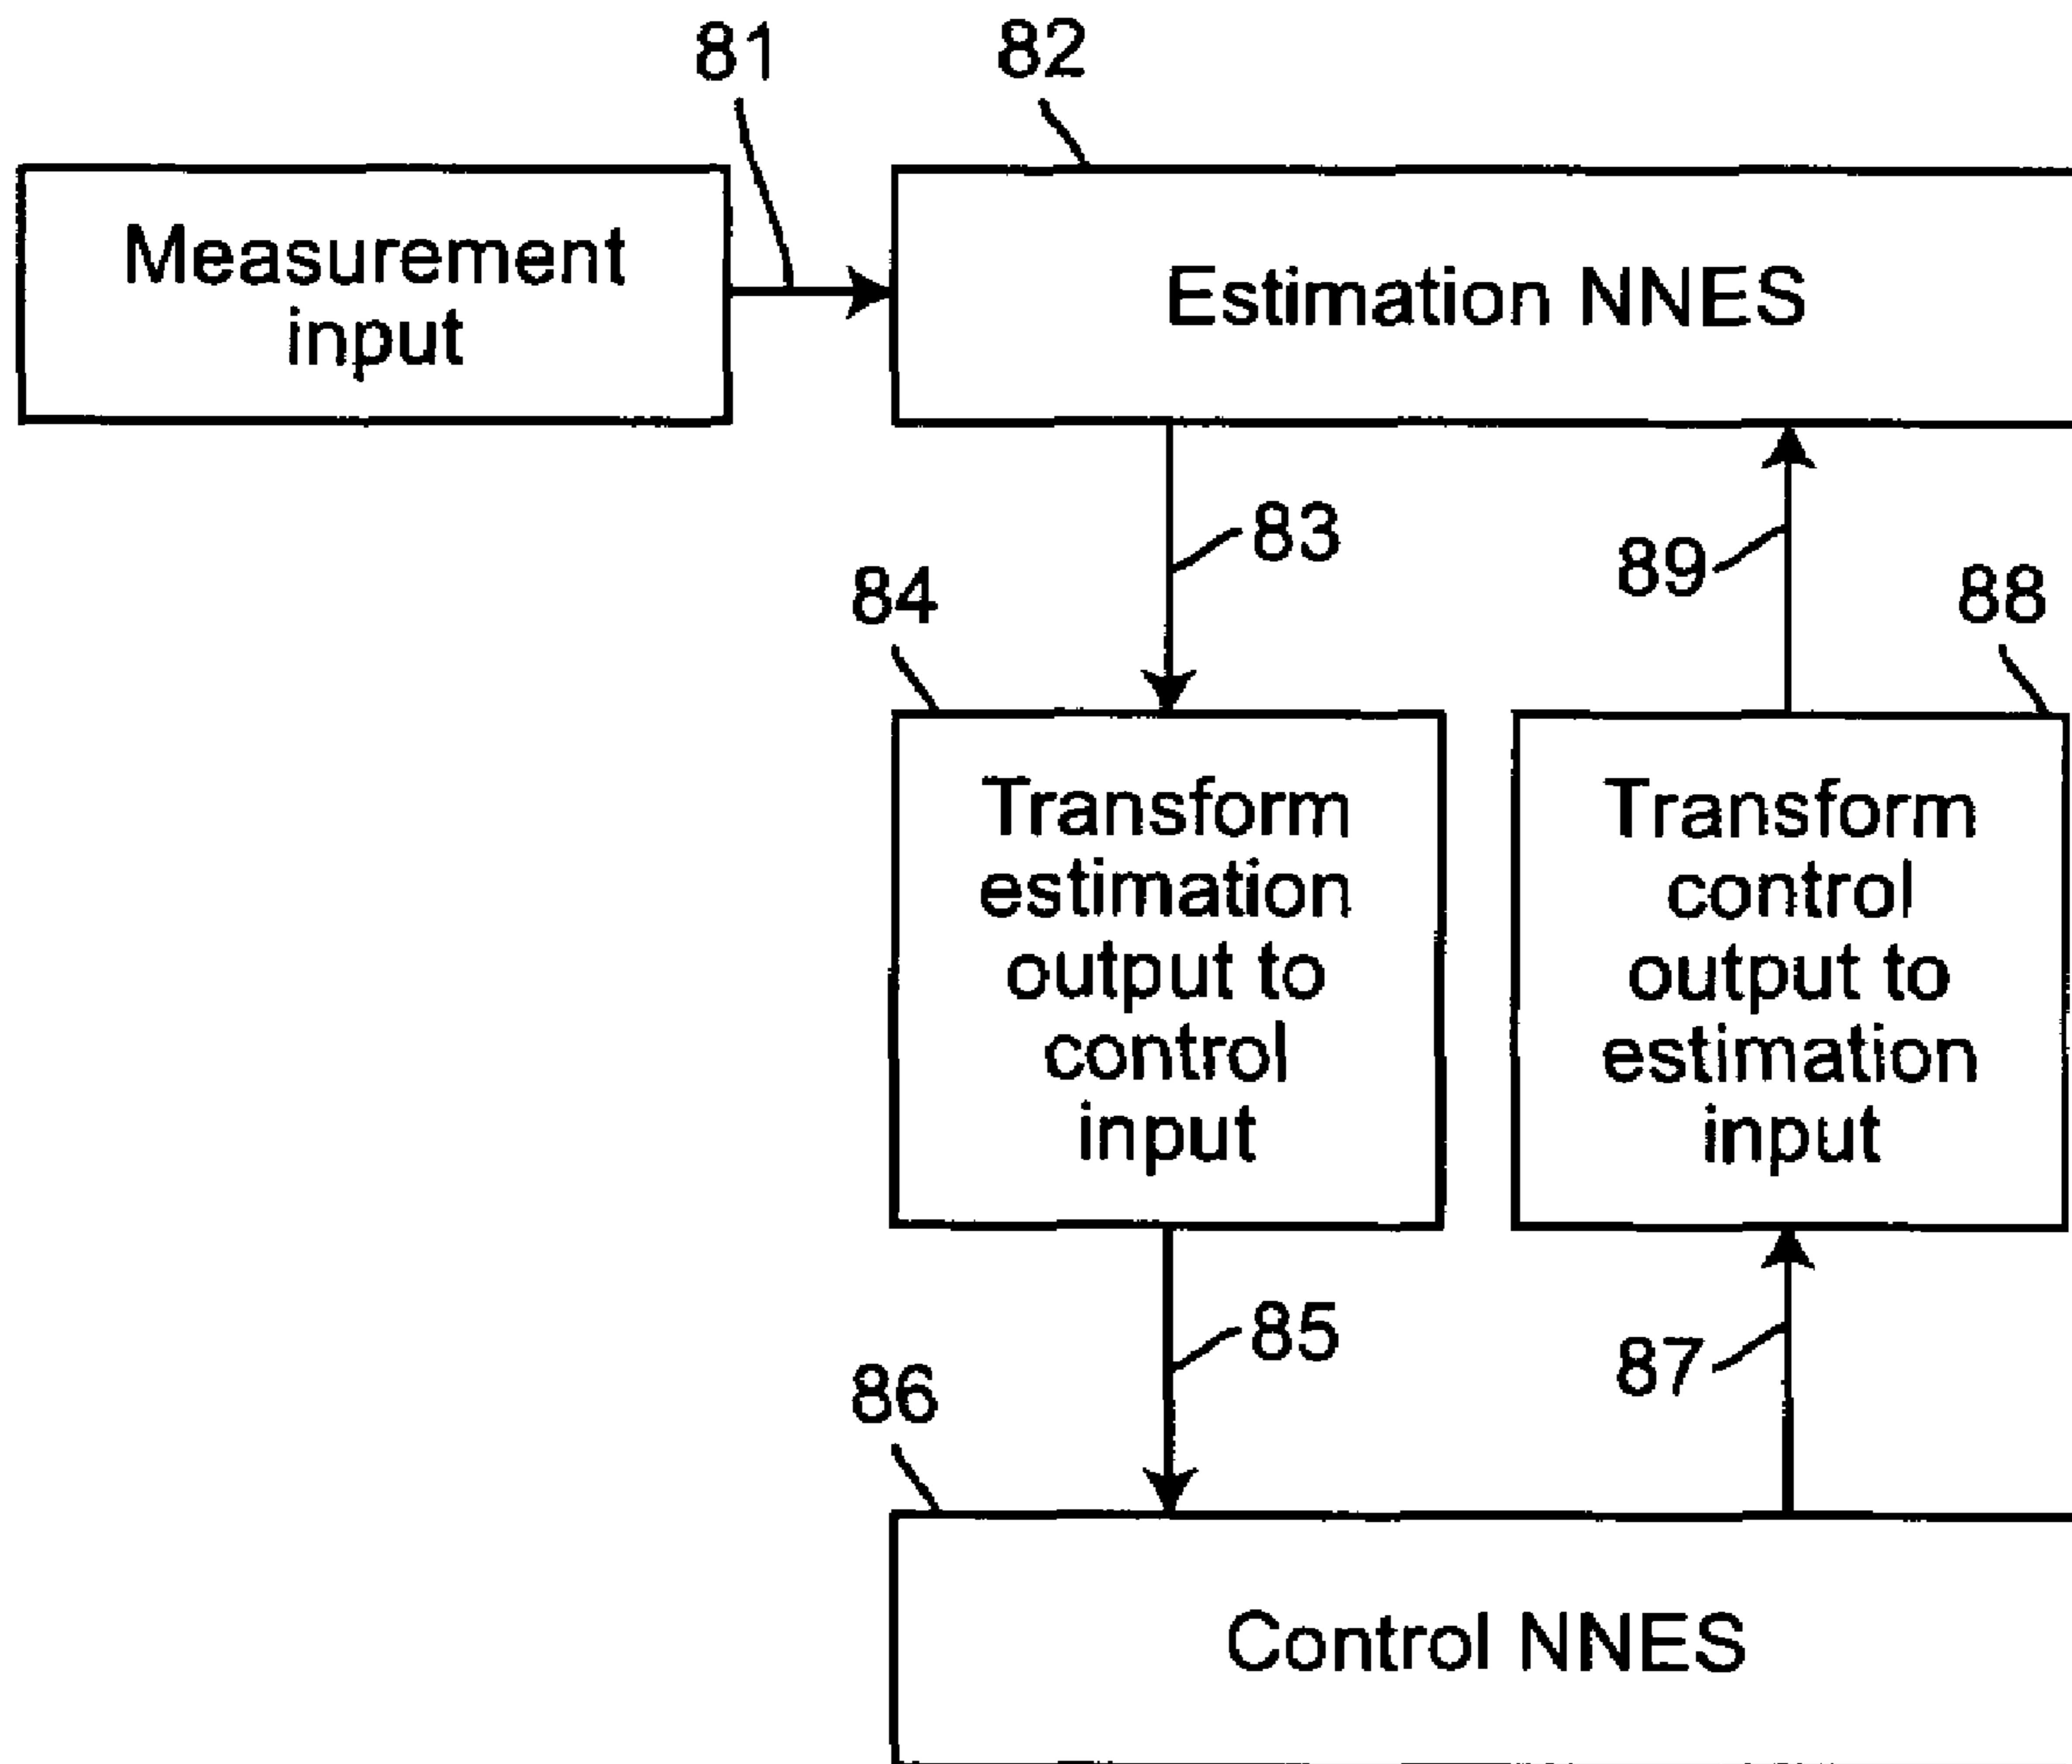 81
82
Measurement
input
Estimation NNES
83
89
84
88
Transform
estimation
output to
control
input
Transform
control
output to
estimation
input
85
87
86
Control NNES